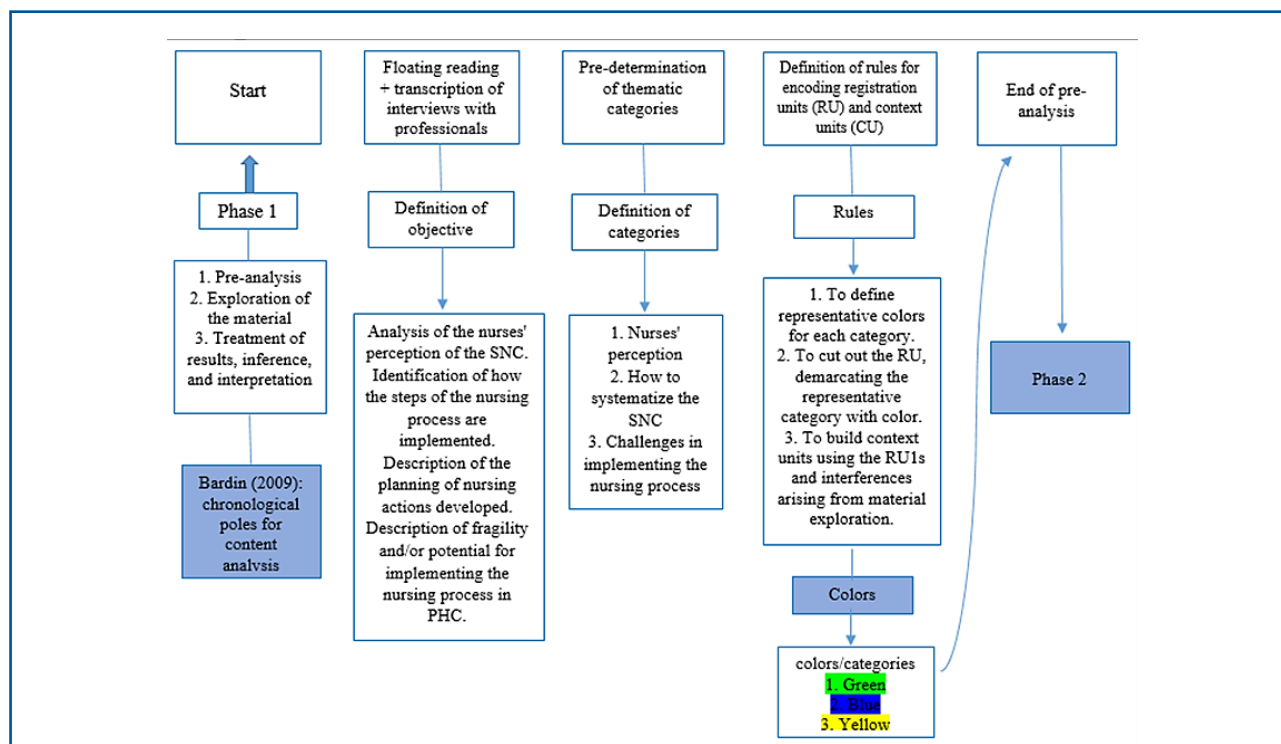 Start
Phase 1
1. Pre-analysis
2. Exploration of
the material
3. Treatment of
results, inference,
and interpretation
Bardin (2009):
chronological
poles for
content
analysis
Floating reading
+ transcription of
interviews with
professionals
Definition of
objective
Analysis of the nurses'
perception of the SNC.
Identification of how
the steps of the nursing
process are
implemented.
Description of the
planning of nursing
actions developed.
Description of fragility
and/or potential for
implementing the
nursing process in
PHC.
Pre-determination
of thematic
categories
Definition of
categories
1. Nurses'
perception
2. How to
systematize the
SNC
3. Challenges in
implementing the
nursing process
Definition of rules for
encoding registration
units (RU) and context
units (CU)
Rules
1. To define
representative colors
for each category.
2. To cut out the RU,
demarcating the
representative
category with color.
3. To build context
units using the RU1s
and interferences
arising from material
exploration.
Colors
colors/categories
1. Green
2. Blue
3. Yellow
End of pre-
analysis
Phase 2